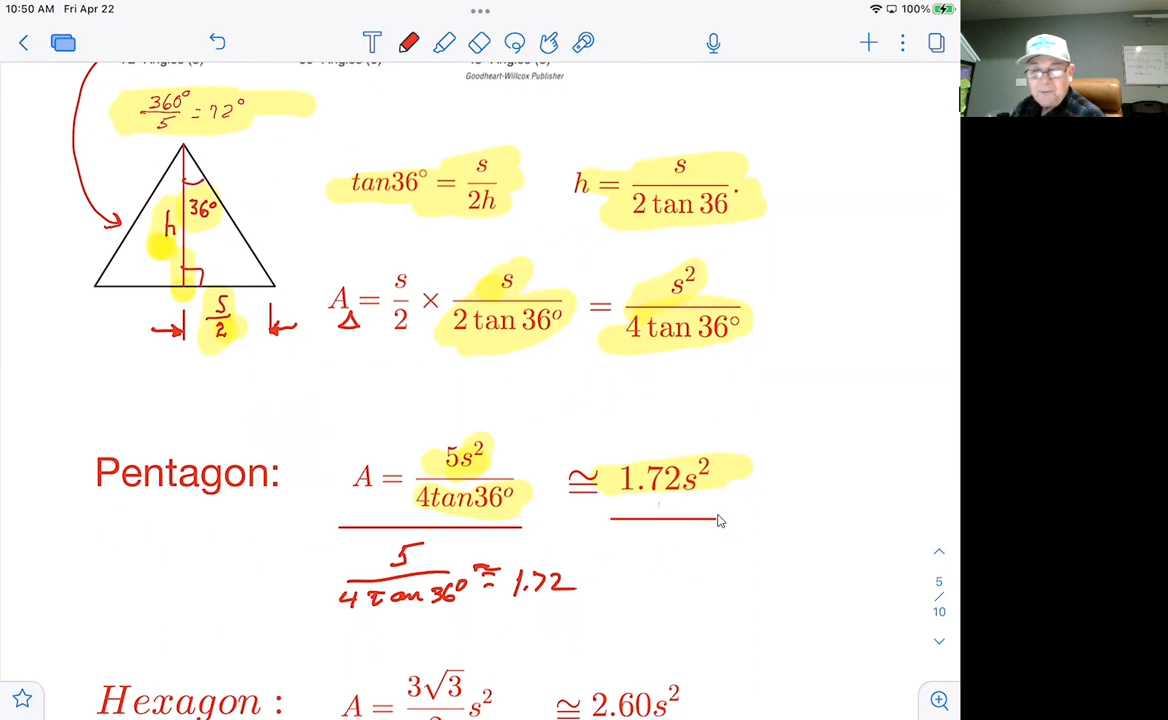 10:50 AM Fri Apr 22
100%
Goodheart-Willcox Publisher
360°/5 = 72°
36°
h
s/2
tan36° = s/2h
h = s/(2 tan 36).
A△ = s/2 × s/(2 tan 36°) = s²/(4 tan 36°)
Pentagon: A = 5s²/(4tan36°) ≅ 1.72s²
5/(4 tan 36°) ≅ 1.72
5
/
10
Hexagon: A = 3√3/2 s² ≅ 2.60s²